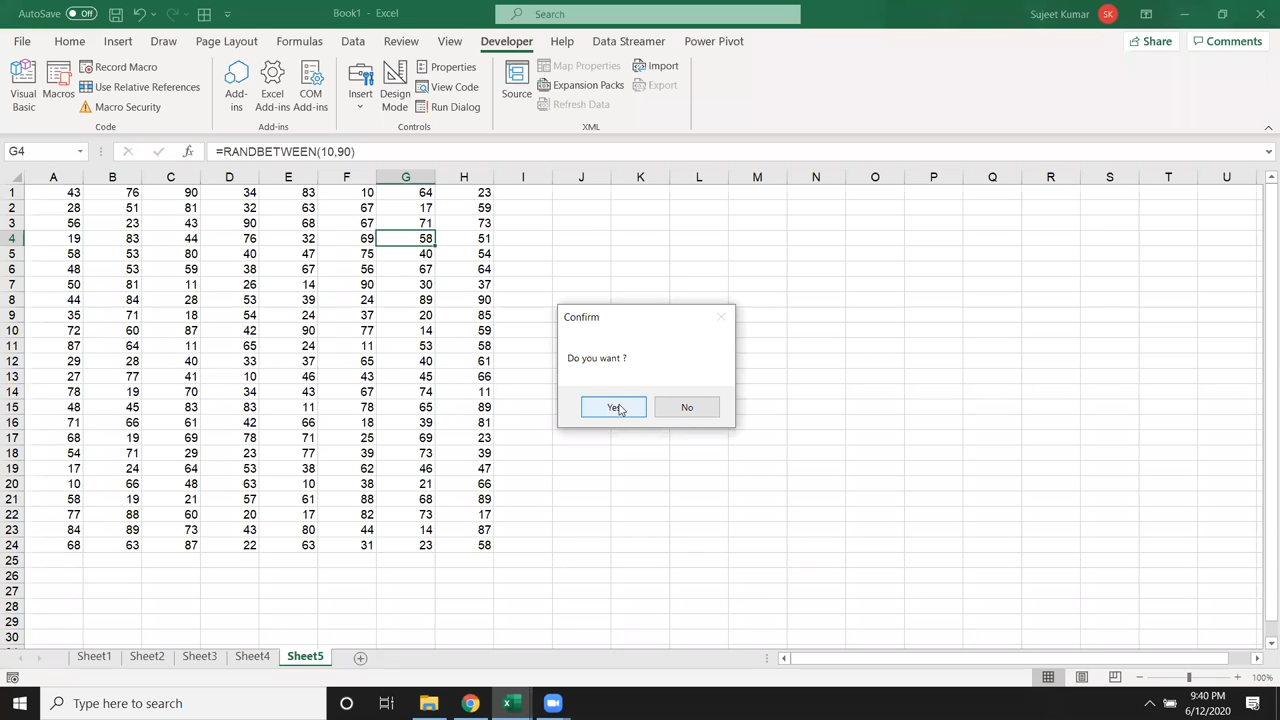 AutoSave Off Book1 - Excel Search Sujeet Kumar SK
File Home Insert Draw Page Layout Formulas Data Review View Developer Help Data Streamer Power Pivot Share Comments
Visual Basic Macros Record Macro Use Relative References Macro Security Code
Add-ins Excel Add-ins COM Add-ins Add-ins
Insert Design Mode Properties View Code Run Dialog Controls
Source Map Properties Expansion Packs Refresh Data Import Export XML
G4 fx =RANDBETWEEN(10,90)
A B C D E F G H I J K L M N O P Q R S T U
1 43 76 90 34 83 10 64 23
2 28 51 81 32 63 67 17 59
3 56 23 43 90 68 67 71 73
4 19 83 44 76 32 69 58 51
5 58 53 80 40 47 75 40 54
6 48 53 59 38 67 56 67 64
7 50 81 11 26 14 90 30 37
8 44 84 28 53 39 24 89 90
9 35 71 18 54 24 37 20 85
10 72 60 87 42 90 77 14 59
11 87 64 11 65 24 11 53 58
12 29 28 40 33 37 65 40 61
13 27 77 41 10 46 43 45 66
14 78 19 70 34 43 67 74 11
15 48 45 83 83 11 78 65 89
16 71 66 61 42 66 18 39 81
17 68 19 69 78 71 25 69 23
18 54 71 29 23 77 39 73 39
19 17 24 64 53 38 62 46 47
20 10 66 48 63 10 38 21 66
21 58 19 21 57 61 88 68 89
22 77 88 60 20 17 82 73 17
23 84 89 73 43 80 44 14 87
24 68 63 87 22 63 31 23 58
25
26
27
28
29
30
Confirm
Do you want ?
Yes No
Sheet1 Sheet2 Sheet3 Sheet4 Sheet5
100%
Type here to search
9:40 PM
6/12/2020